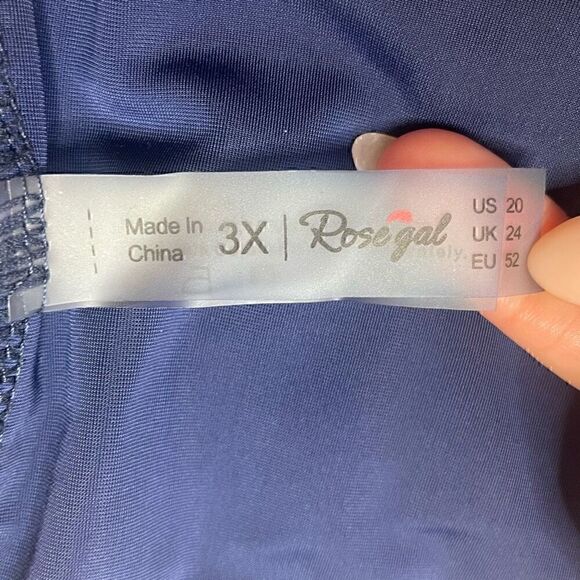 Made In
China
3X | Rosegal
US 20
UK 24
EU 52